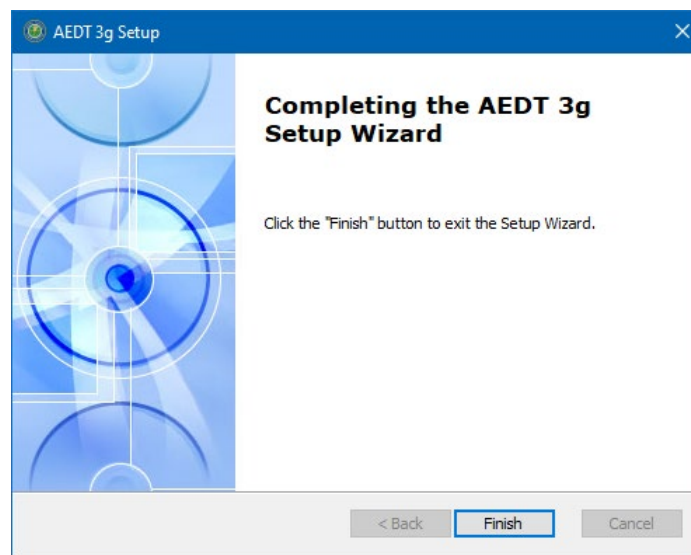 AEDT 3g Setup
Completing the AEDT 3g
Setup Wizard
Click the "Finish" button to exit the Setup Wizard.
< Back Finish Cancel